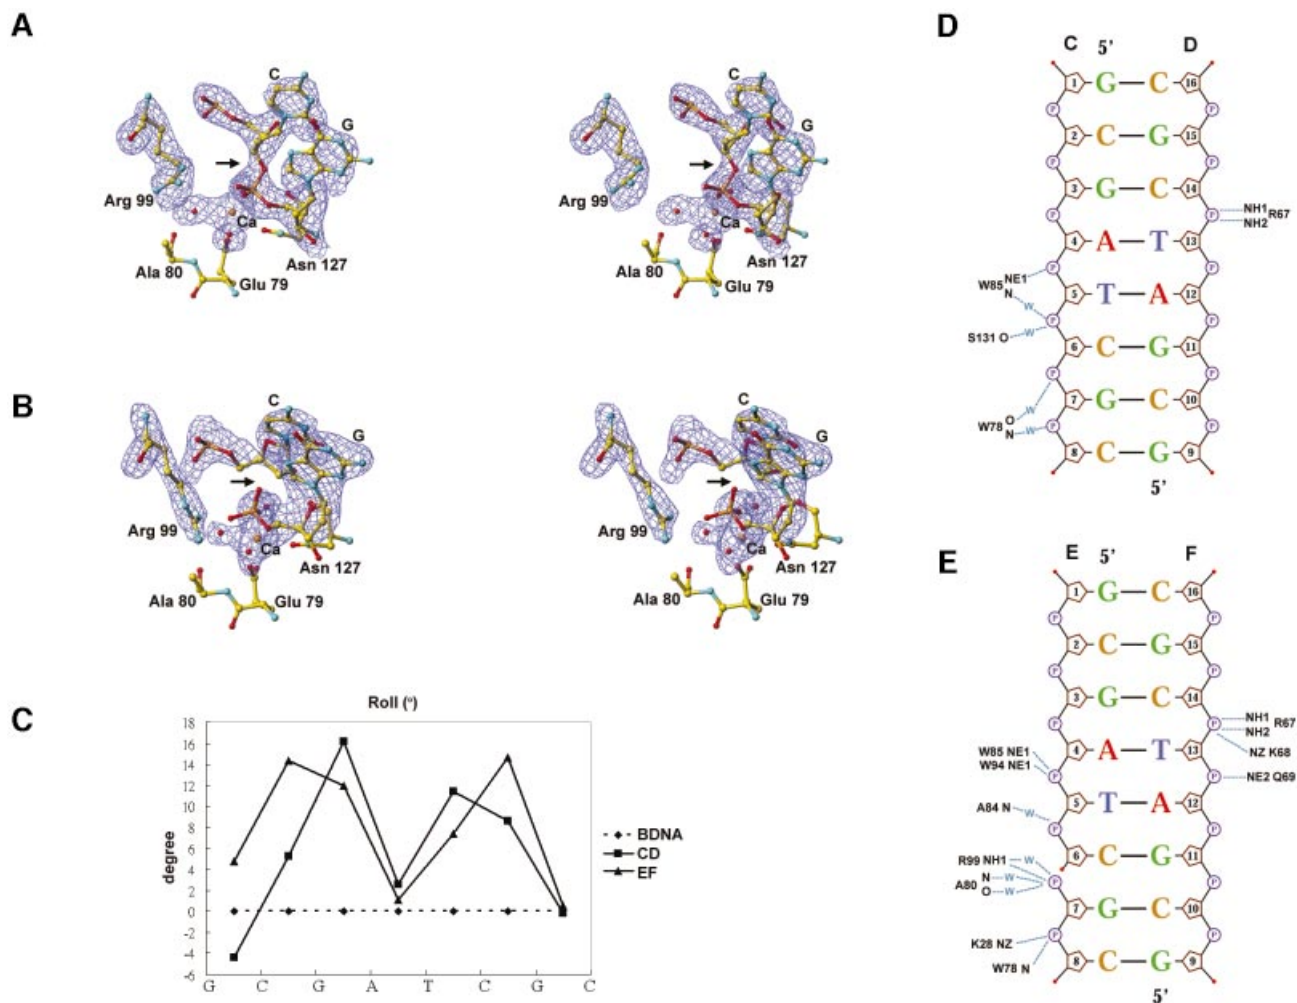 A
C
G
Arg 99
Ca
Ala 80
Glu 79
Asn 127
C
G
Arg 99
Ca
Ala 80
Glu 79
Asn 127
B
C
G
Arg 99
Ca
Asn 127
Ala 80
Glu 79
C
G
Arg 99
Ca
Asn 127
Ala 80
Glu 79
C
Roll (°)
degree
18
16
14
12
10
8
6
4
2
0
-2
-4
-6
G C G A T C G C
BDNA
CD
EF
D
C 5' D
1 G C 16
P P
2 C G 15
P P
3 G C 14
P P NH1 R67
NH2
4 A T 13
W85 NE1 P P
N W 5 T A 12
P P
S131 O W 6 C G 11
P P
7 G C 10
W78 O W
N W P P
8 C G 9
5'
E
E 5' F
1 G C 16
P P
2 C G 15
P P
3 G C 14
P P NH1 R67
NH2
NZ K68
4 A T 13
W85 NE1
W94 NE1 P P NE2 Q69
5 T A 12
A84 N W P P
6 C G 11
R99 NH1 W
A80 N W P P
O W
7 G C 10
K28 NZ P P
W78 N
8 C G 9
5'